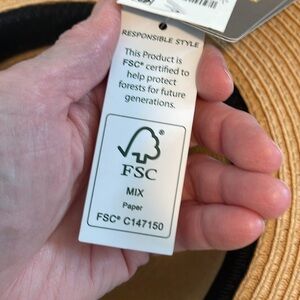 RESPONSIBLE STYLE
This Product is
FSC® certified to
help protect
forests for future
generations.
FSC
MIX
Paper
FSC® C147150